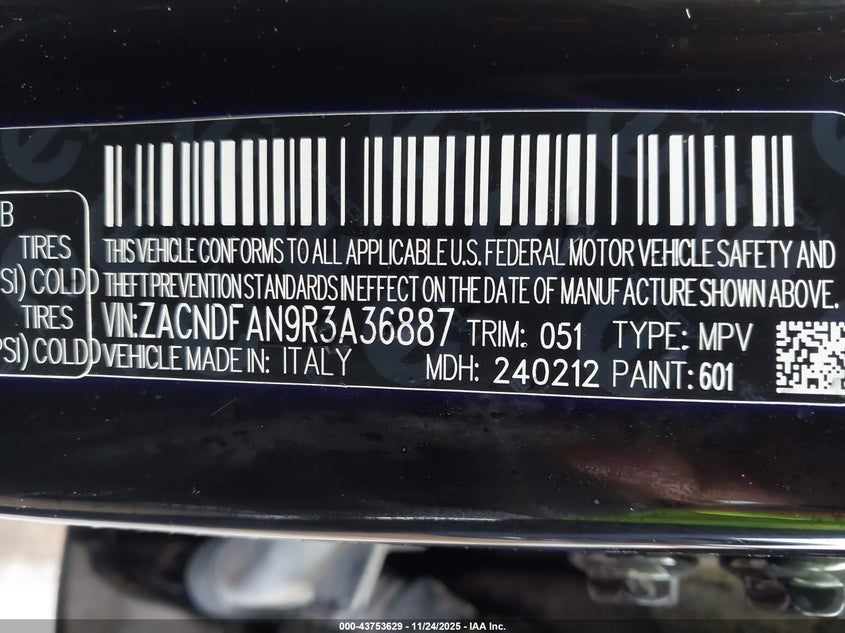 B
TIRES
SI) COLD
TIRES
PSI) COLD
THIS VEHICLE CONFORMS TO ALL APPLICABLE U.S. FEDERAL MOTOR VEHICLE SAFETY AND
THEFT PREVENTION STANDARDS IN EFFECT ON THE DATE OF MANUFACTURE SHOWN ABOVE.
VIN:ZACNDFAN9R3A36887 TRIM: 051 TYPE: MPV
VEHICLE MADE IN: ITALY MDH: 240212 PAINT: 601
000-43753629 - 11/24/2025 - IAA Inc.